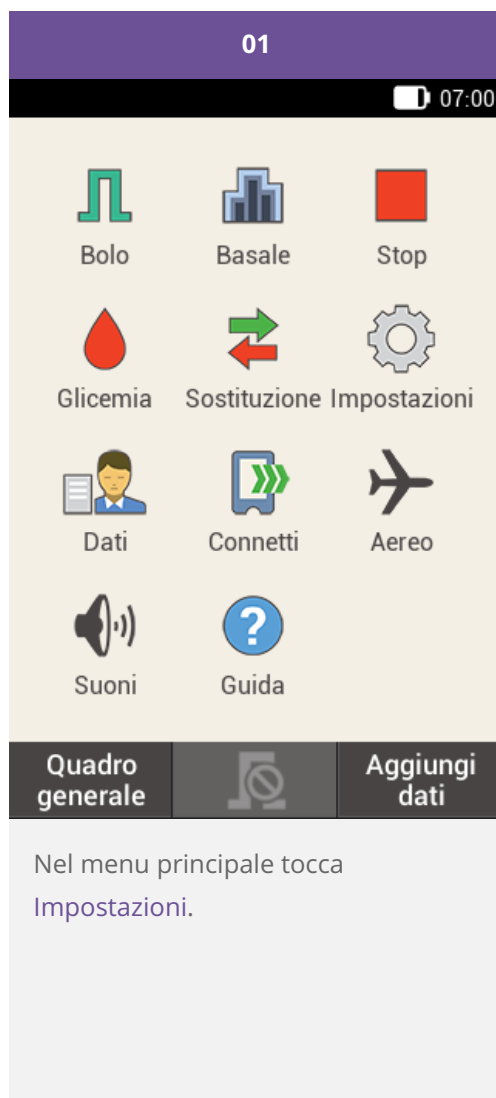 01
07:00
Bolo
Basale
Stop
Glicemia
Sostituzione
Impostazioni
Dati
Connetti
Aereo
Suoni
?
Guida
Quadro
generale
Aggiungi
dati
Nel menu principale tocca
Impostazioni.